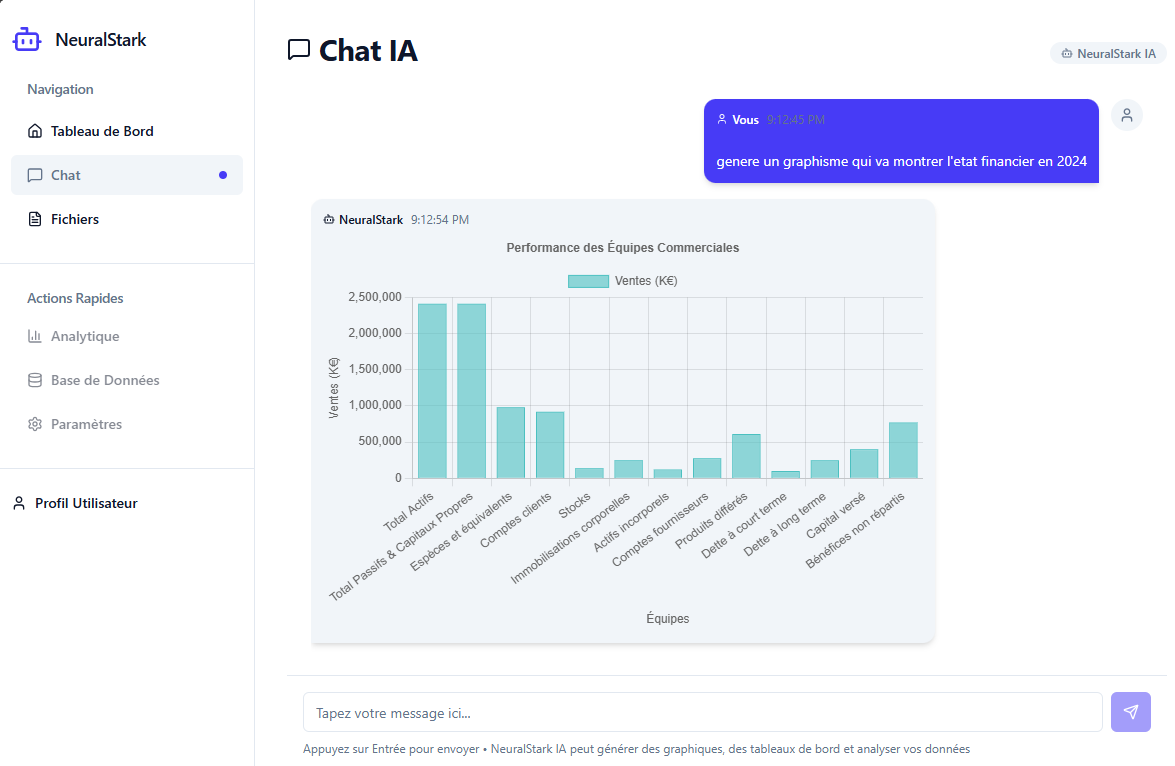 NeuralStark
Navigation
Tableau de Bord
Chat
Fichiers
Actions Rapides
Analytique
Base de Données
Paramètres
Profil Utilisateur
Chat IA
NeuralStark IA
Vous 9:12:45 PM
genere un graphisme qui va montrer l'etat financier en 2024
NeuralStark 9:12:54 PM
Performance des Équipes Commerciales
Ventes (K€)
Ventes (K€)
2,500,000
2,000,000
1,500,000
1,000,000
500,000
0
Total Actifs
Total Passifs & Capitaux Propres
Espèces et équivalents
Comptes clients
Stocks
Immobilisations corporelles
Actifs incorporels
Comptes fournisseurs
Produits différés
Dette à court terme
Dette à long terme
Capital versé
Bénéfices non répartis
Équipes
Tapez votre message ici...
Appuyez sur Entrée pour envoyer • NeuralStark IA peut générer des graphiques, des tableaux de bord et analyser vos données